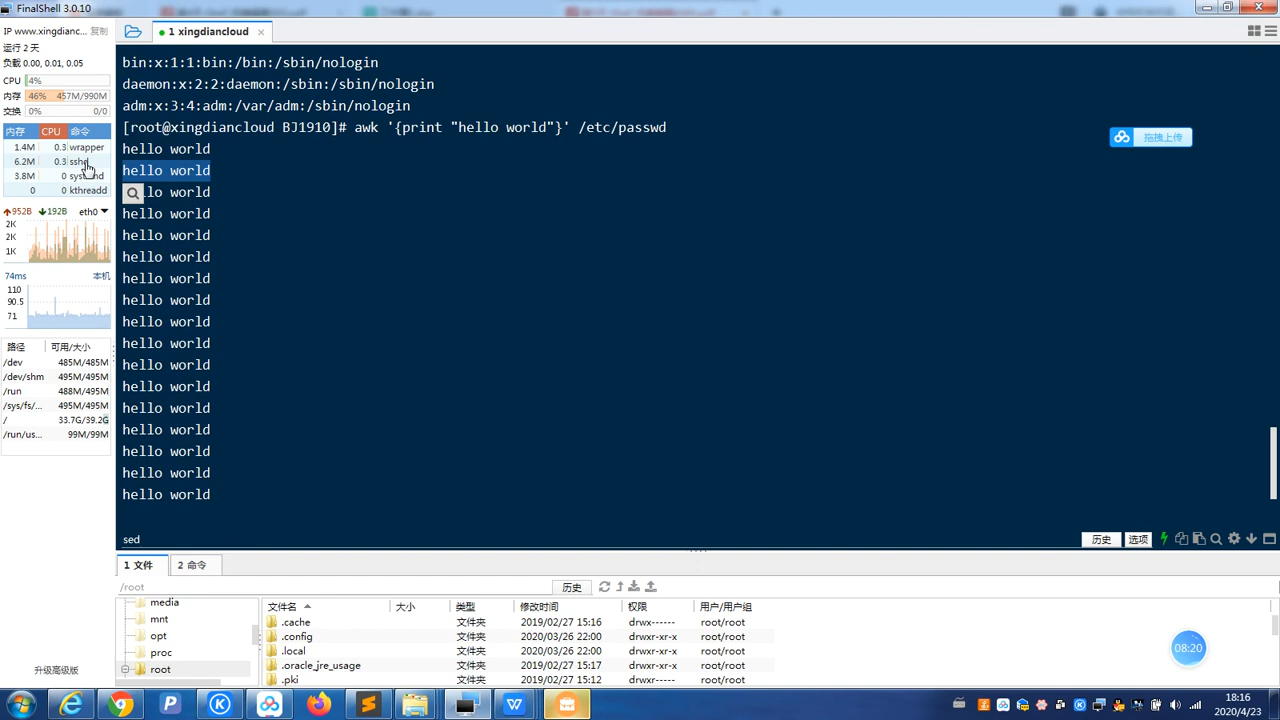 FinalShell 3.0.10
IP www.xingdianc... 复制
运行 2 天
负载 0.00, 0.01, 0.05
CPU 4%
内存 46% 457M/990M
交换 0% 0/0
内存 CPU 命令
1.4M 0.3 wrapper
6.2M 0.3 sshd
3.8M 0
0 0 kthreadd
952B 192B eth0
2K
2K
1K
74ms 本机
110
90.5
71
路径 可用/大小
/dev 485M/485M
/dev/shm 495M/495M
/run 488M/495M
/sys/fs/... 495M/495M
/ 33.7G/39.2G
/run/us... 99M/99M
升级高级版
1 xingdiancloud
bin:x:1:1:bin:/bin:/sbin/nologin
daemon:x:2:2:daemon:/sbin:/sbin/nologin
adm:x:3:4:adm:/var/adm:/sbin/nologin
[root@xingdiancloud BJ1910]# awk '{print "hello world"}' /etc/passwd
hello world
hello world
lo world
hello world
hello world
hello world
hello world
hello world
hello world
hello world
hello world
hello world
hello world
hello world
hello world
hello world
hello world
拖拽上传
sed
历史 选项
1 文件 2 命令
/root 历史
media
mnt
opt
proc
root
文件名 大小 类型 修改时间 权限 用户/用户组
.cache 文件夹 2019/02/27 15:16 drwx------ root/root
.config 文件夹 2020/03/26 22:00 drwxr-xr-x root/root
.local 文件夹 2020/03/26 22:00 drwxr-xr-x root/root
.oracle_jre_usage 文件夹 2019/02/27 15:17 drwxr-xr-x root/root
.pki 文件夹 2019/02/27 15:15 drwxr----- root/root
08:20
18:16
2020/4/23